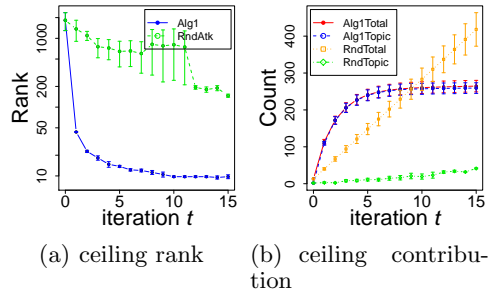 Rank
1000
200
50
10
Alg1
RndAtk
0
5
10
15
iteration t
(a) ceiling rank
Count
400
300
200
100
0
Alg1Total
Alg1Topic
RndTotal
RndTopic
0
5
10
15
iteration t
(b) ceiling contribu-
tion